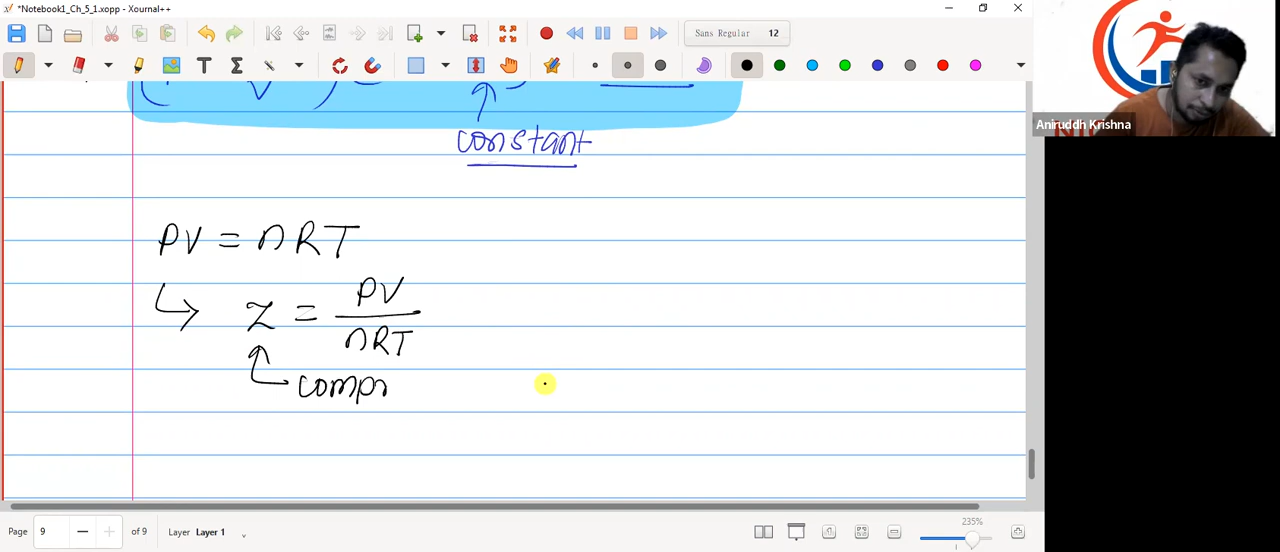 *Notebook1_Ch_5_1.xopp - Xournal++
Sans Regular 12
Aniruddh Krishna
constant
PV = nRT
↳ Z = PV / nRT
compr
Page 9 of 9 Layer Layer 1
235%